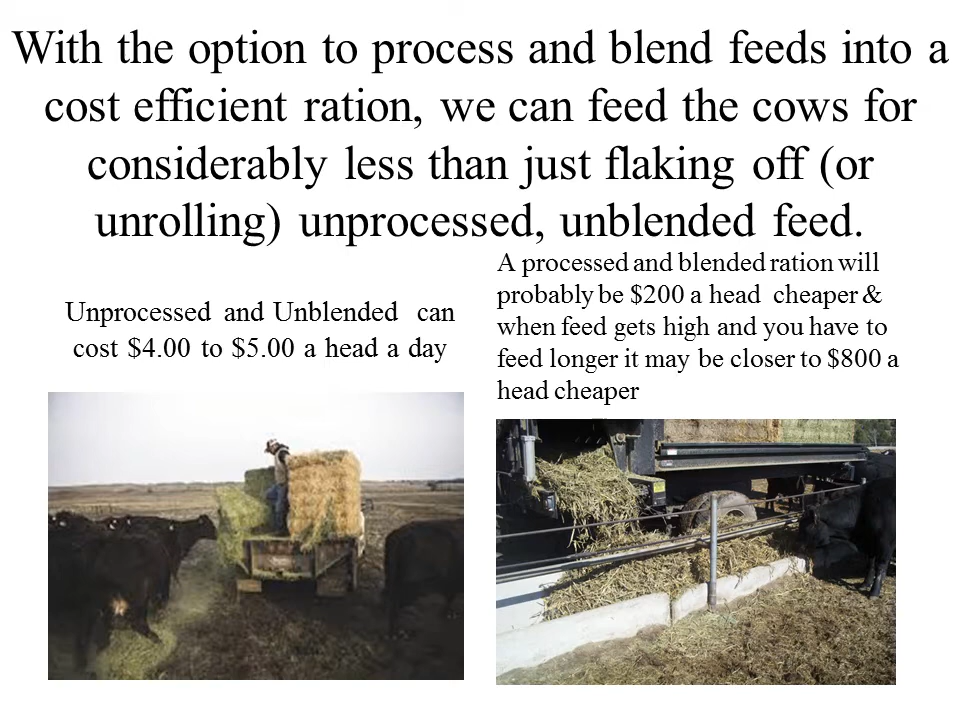 With the option to process and blend feeds into a
cost efficient ration, we can feed the cows for
considerably less than just flaking off (or
unrolling) unprocessed, unblended feed.
Unprocessed and Unblended can
cost $4.00 to $5.00 a head a day
A processed and blended ration will
probably be $200 a head cheaper &
when feed gets high and you have to
feed longer it may be closer to $800 a
head cheaper